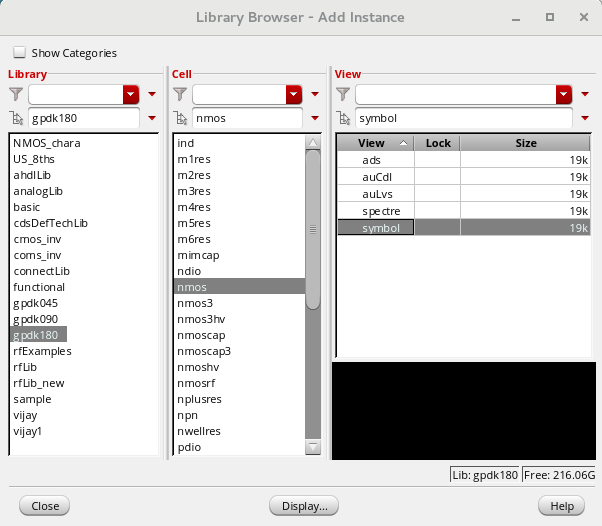 Library Browser - Add Instance
Show Categories
Library
gpdk180
NMOS_chara
US_8ths
ahdlLib
analogLib
basic
cdsDefTechLib
cmos_inv
coms_inv
connectLib
functional
gpdk045
gpdk090
gpdk180
rfExamples
rfLib
rfLib_new
sample
vijay
vijay1
Cell
nmos
ind
m1res
m2res
m3res
m4res
m5res
m6res
mimcap
ndio
nmos
nmos3
nmos3hv
nmoscap
nmoscap3
nmoshv
nmosrf
nplusres
npn
nwellres
pdio
View
symbol
View Lock Size
ads 19k
auCdl 19k
auLvs 19k
spectre 19k
symbol 19k
Lib: gpdk180 Free: 216.06G
Close Display... Help